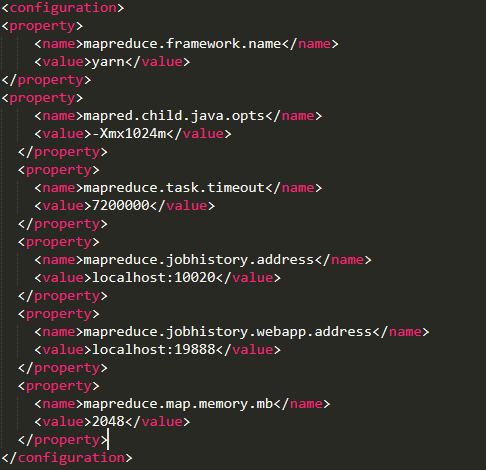 <configuration>
<property>
    <name>mapreduce.framework.name</name>
    <value>yarn</value>
</property>
<property>
    <name>mapred.child.java.opts</name>
    <value>-Xmx1024m</value>
  </property>
  <property>
    <name>mapreduce.task.timeout</name>
    <value>7200000</value>
  </property>
  <property>
    <name>mapreduce.jobhistory.address</name>
    <value>localhost:10020</value>
  </property>
  <property>
    <name>mapreduce.jobhistory.webapp.address</name>
    <value>localhost:19888</value>
  </property>
  <property>
    <name>mapreduce.map.memory.mb</name>
    <value>2048</value>
  </property>
</configuration>